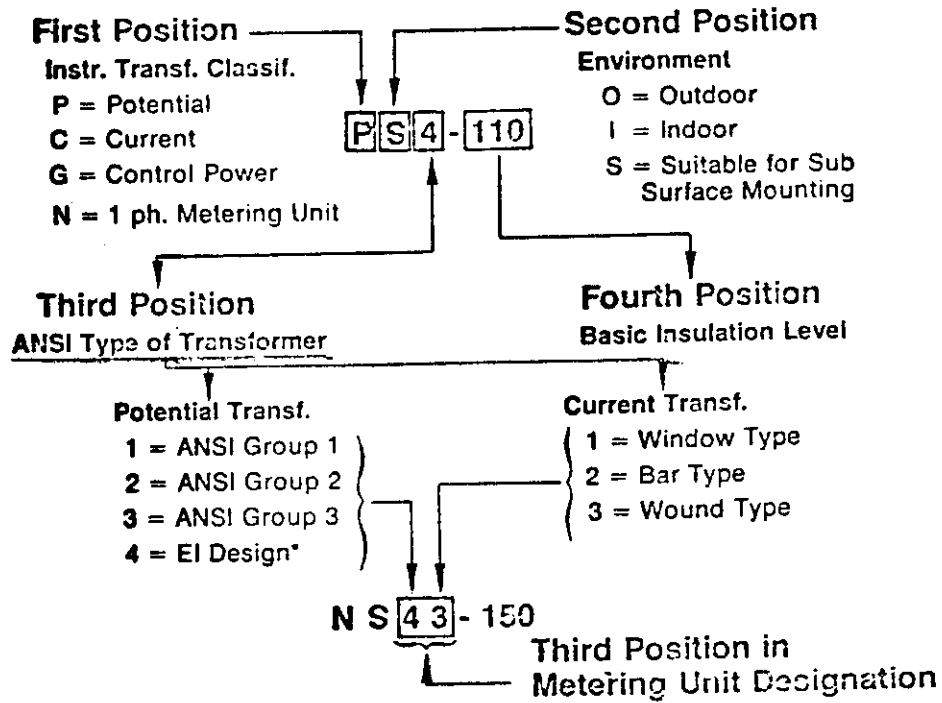 First Position
Instr. Transf. Classif.
P = Potential
C = Current
G = Control Power
N = 1 ph. Metering Unit
Second Position
Environment
O = Outdoor
I = Indoor
S = Suitable for Sub
Surface Mounting
P S 4 - 110
Third Position
ANSI Type of Transformer
Fourth Position
Basic Insulation Level
Potential Transf.
1 = ANSI Group 1
2 = ANSI Group 2
3 = ANSI Group 3
4 = EI Design*
Current Transf.
1 = Window Type
2 = Bar Type
3 = Wound Type
N S 4 3 - 150
Third Position in
Metering Unit Designation